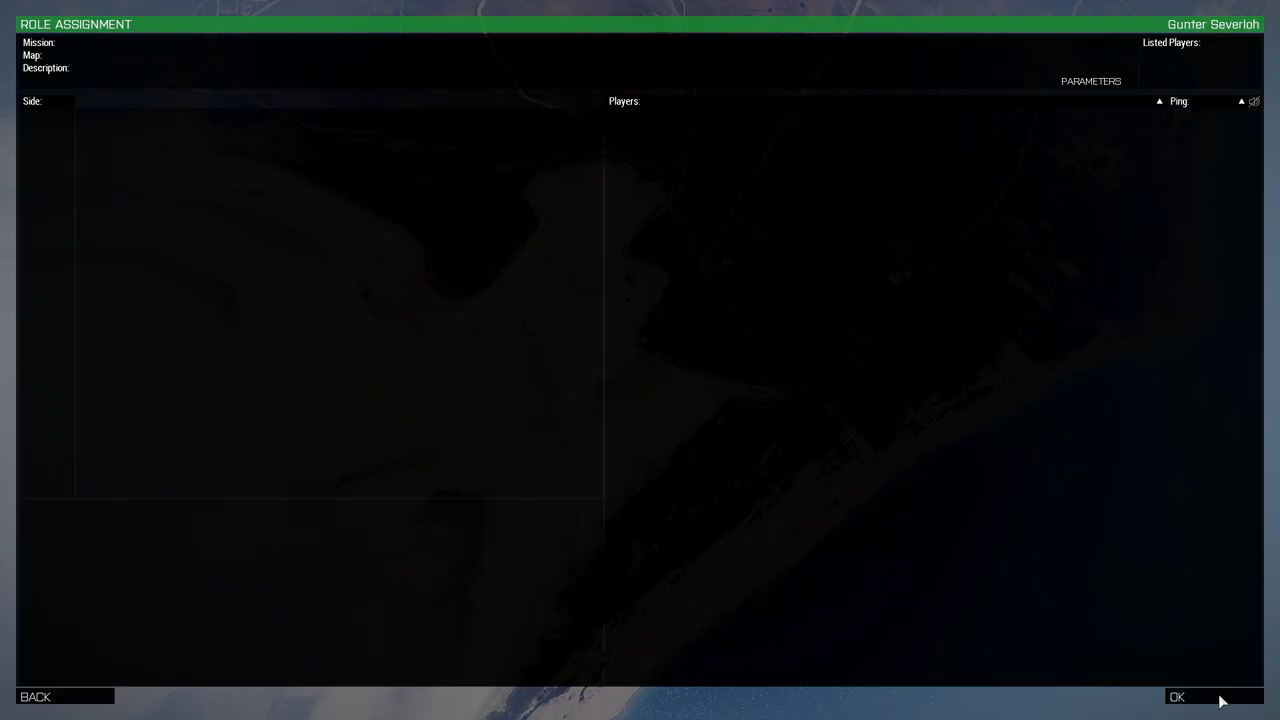 ROLE ASSIGNMENT
Gunter Severloh
Mission:
Listed Players:
Map:
Description:
PARAMETERS
Side:
Players:
Ping:
BACK
OK